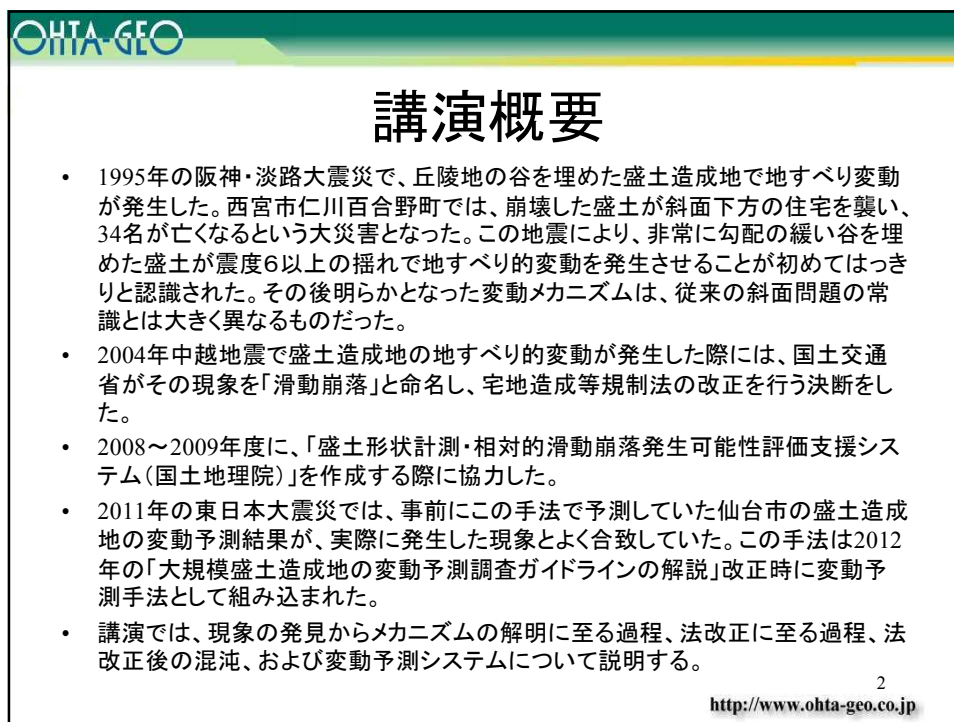 OHTA-GEO
講演概要
• 1995年の阪神・淡路大震災で、丘陵地の谷を埋めた盛土造成地で地すべり変動
が発生した。西宮市仁川百合野町では、崩壊した盛土が斜面下方の住宅を襲い、
34名が亡くなるという大災害となった。この地震により、非常に勾配の緩い谷を埋
めた盛土が震度６以上の揺れで地すべり的変動を発生させることが初めてはっき
りと認識された。その後明らかとなった変動メカニズムは、従来の斜面問題の常
識とは大きく異なるものだった。
• 2004年中越地震で盛土造成地の地すべり的変動が発生した際には、国土交通
省がその現象を「滑動崩落」と命名し、宅地造成等規制法の改正を行う決断をし
た。
• 2008～2009年度に、「盛土形状計測・相対的滑動崩落発生可能性評価支援シス
テム（国土地理院）」を作成する際に協力した。
• 2011年の東日本大震災では、事前にこの手法で予測していた仙台市の盛土造成
地の変動予測結果が、実際に発生した現象とよく合致していた。この手法は2012
年の「大規模盛土造成地の変動予測調査ガイドラインの解説」改正時に変動予
測手法として組み込まれた。
• 講演では、現象の発見からメカニズムの解明に至る過程、法改正に至る過程、法
改正後の混沌、および変動予測システムについて説明する。
2
http://www.ohta-geo.co.jp